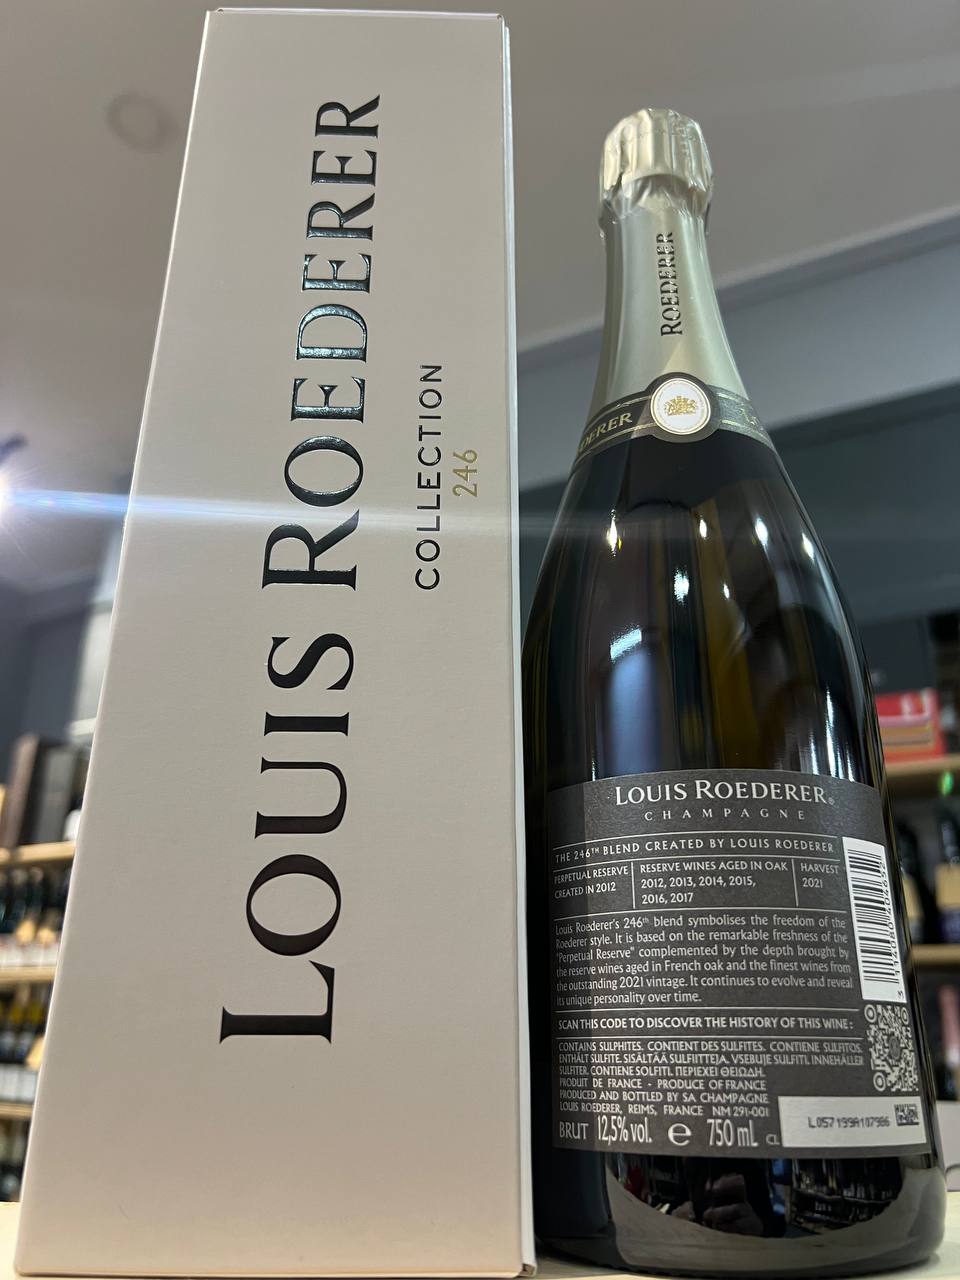 LOUIS ROEDERER
COLLECTION
246
ROEDERER
DERER
LOUIS ROEDERER®
CHAMPAGNE
THE 246TH BLEND CREATED BY LOUIS ROEDERER
PERPETUAL RESERVE
CREATED IN 2012
RESERVE WINES AGED IN OAK
2012, 2013, 2014, 2015,
2016, 2017
HARVEST
2021
Louis Roederer's 246th blend symbolises the freedom of the
Roederer style. It is based on the remarkable freshness of the
"Perpetual Reserve" complemented by the depth brought by
the reserve wines aged in French oak and the finest wines from
the outstanding 2021 vintage. It continues to evolve and reveal
its unique personality over time.
SCAN THIS CODE TO DISCOVER THE HISTORY OF THIS WINE :
CONTAINS SULPHITES. CONTIENT DES SULFITES. CONTIENE SULFITOS.
ENTHÄLT SULFITE. SISÄLTÄÄ SULFIITTEJA. VSEBUJE SULFITI. INNEHÅLLER
SULFITER. CONTIENE SOLFITI. ΠΕΡΙΕΧΕΙ ΘΕΙΩΔΗ.
PRODUIT DE FRANCE - PRODUCE OF FRANCE
PRODUCED AND BOTTLED BY SA CHAMPAGNE
LOUIS ROEDERER, REIMS, FRANCE NM 291-001
BRUT 12,5% vol. e 750 mL CL
L057199A107986
3 114080 404652